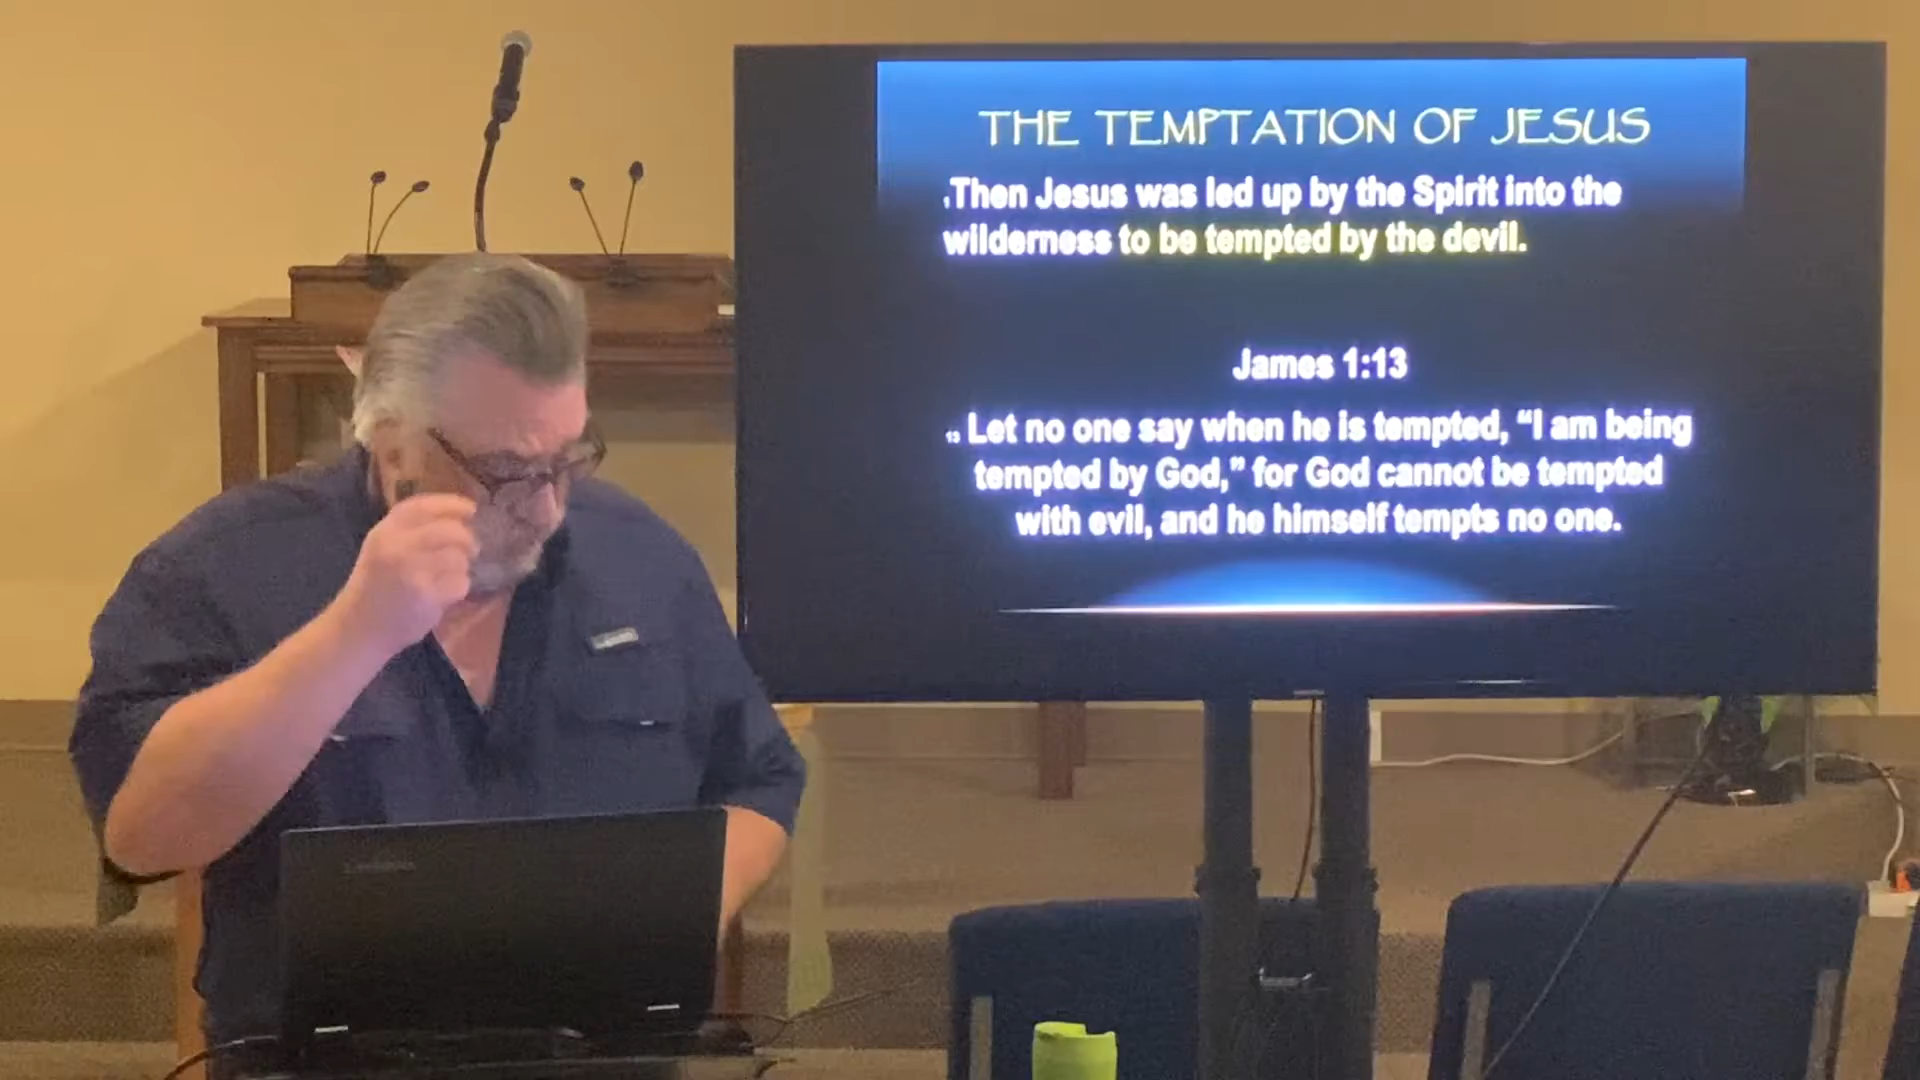 THE TEMPTATION OF JESUS
1Then Jesus was led up by the Spirit into the
wilderness to be tempted by the devil.
James 1:13
13 Let no one say when he is tempted, “I am being
tempted by God,” for God cannot be tempted
with evil, and he himself tempts no one.